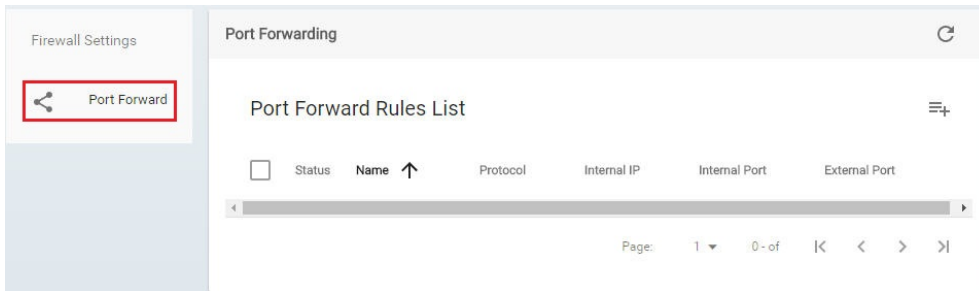 Firewall Settings
Port Forward
Port Forwarding
Port Forward Rules List
Status Name Protocol Internal IP Internal Port External Port
Page: 1 0 - of